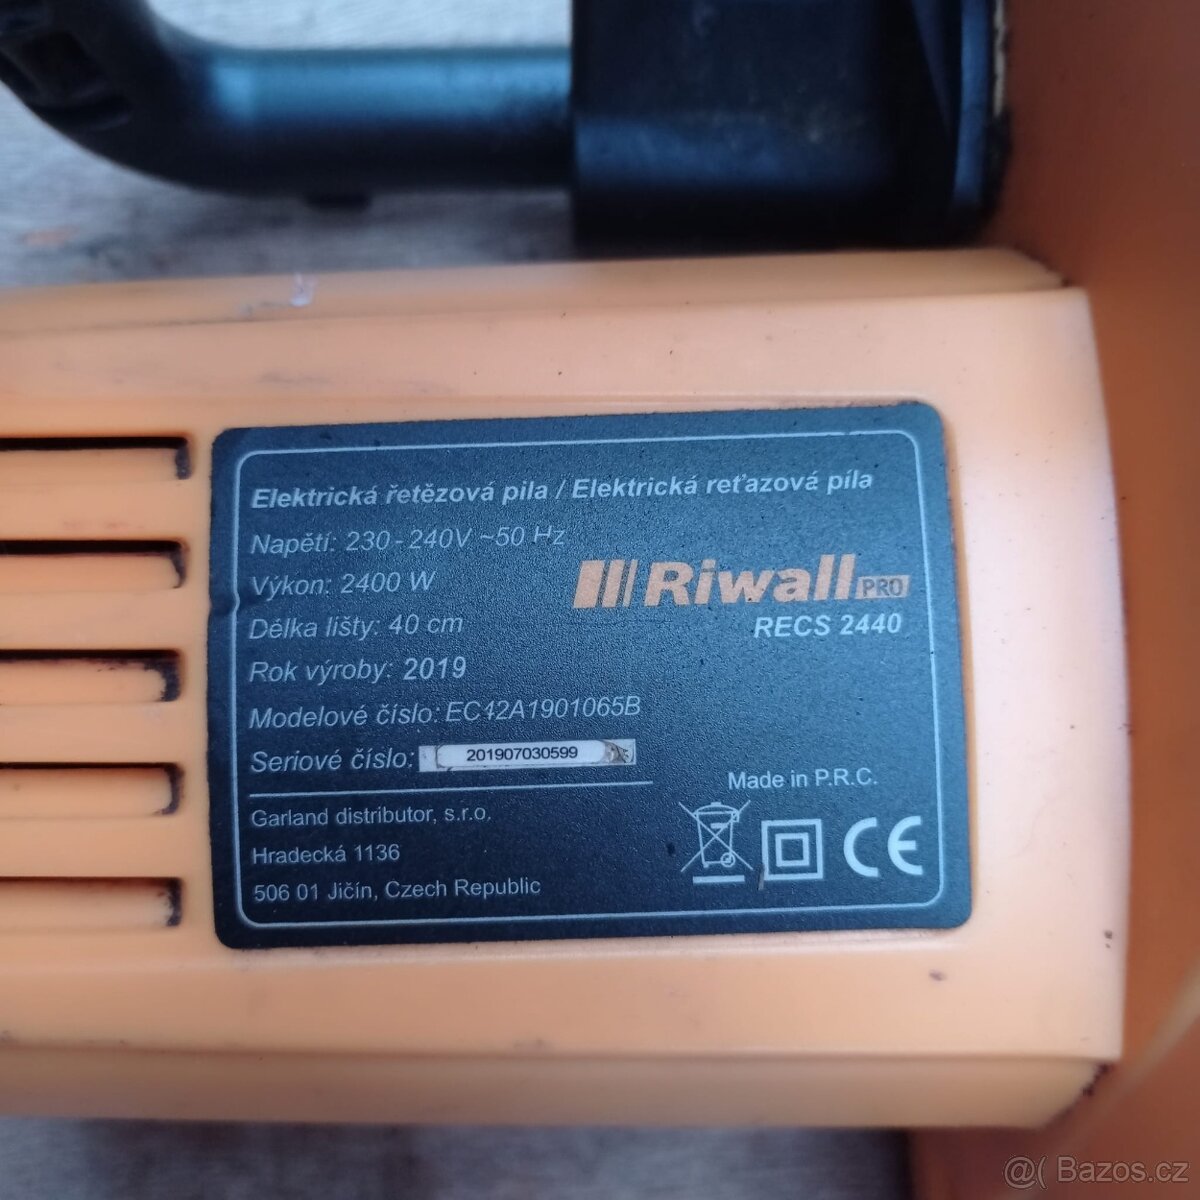 Elektrická řetězová pila / Elektrická reťazová píla
Napětí: 230 - 240V ~50 Hz
Výkon: 2400 W
Délka lišty: 40 cm
Rok výroby: 2019
Modelové číslo: EC42A1901065B
Seriové číslo: 201907030599
Riwall PRO
RECS 2440
Made in P.R.C.
Garland distributor, s.r.o.
Hradecká 1136
506 01 Jičín, Czech Republic
CE
@( Bazos.cz